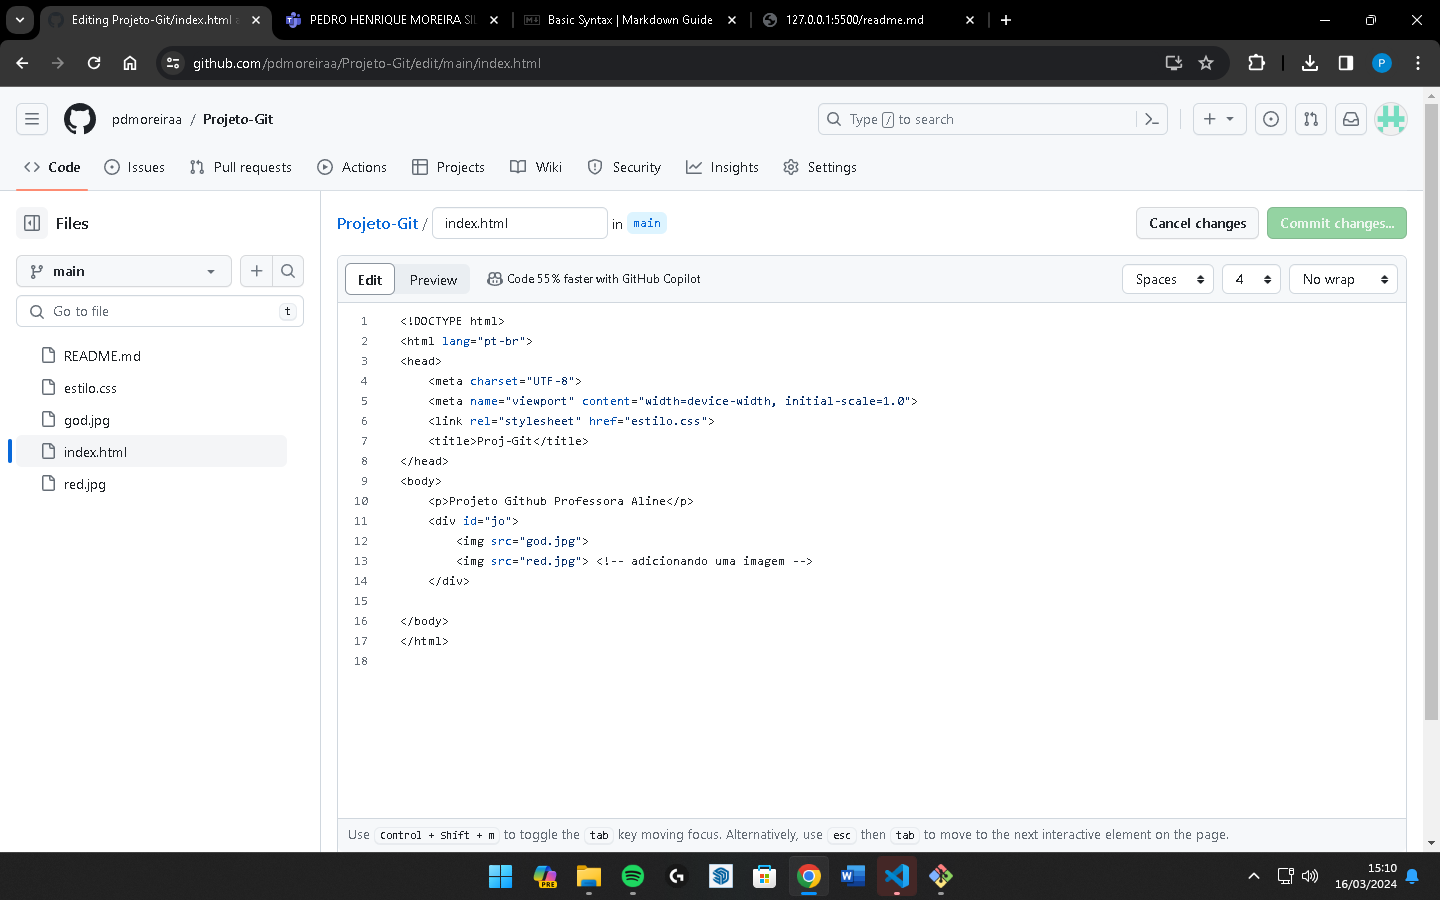 Editing Projeto-Git/index.html
PEDRO HENRIQUE MOREIRA SIL
Basic Syntax | Markdown Guide
127.0.0.1:5500/readme.md
github.com/pdmoreiraa/Projeto-Git/edit/main/index.html
P
pdmoreiraa / Projeto-Git
Type / to search
Code
Issues
Pull requests
Actions
Projects
Wiki
Security
Insights
Settings
Files
Projeto-Git / index.html in main
Cancel changes
Commit changes...
main
Edit
Preview
Code 55% faster with GitHub Copilot
Spaces
4
No wrap
Go to file
t
README.md
estilo.css
god.jpg
index.html
red.jpg
1 <!DOCTYPE html>
2 <html lang="pt-br">
3 <head>
4     <meta charset="UTF-8">
5     <meta name="viewport" content="width=device-width, initial-scale=1.0">
6     <link rel="stylesheet" href="estilo.css">
7     <title>Proj-Git</title>
8 </head>
9 <body>
10     <p>Projeto Github Professora Aline</p>
11     <div id="jo">
12         <img src="god.jpg">
13         <img src="red.jpg"> <!-- adicionando uma imagem -->
14     </div>
15
16 </body>
17 </html>
18
Use Control + Shift + m to toggle the tab key moving focus. Alternatively, use esc then tab to move to the next interactive element on the page.
PRE
15:10
16/03/2024